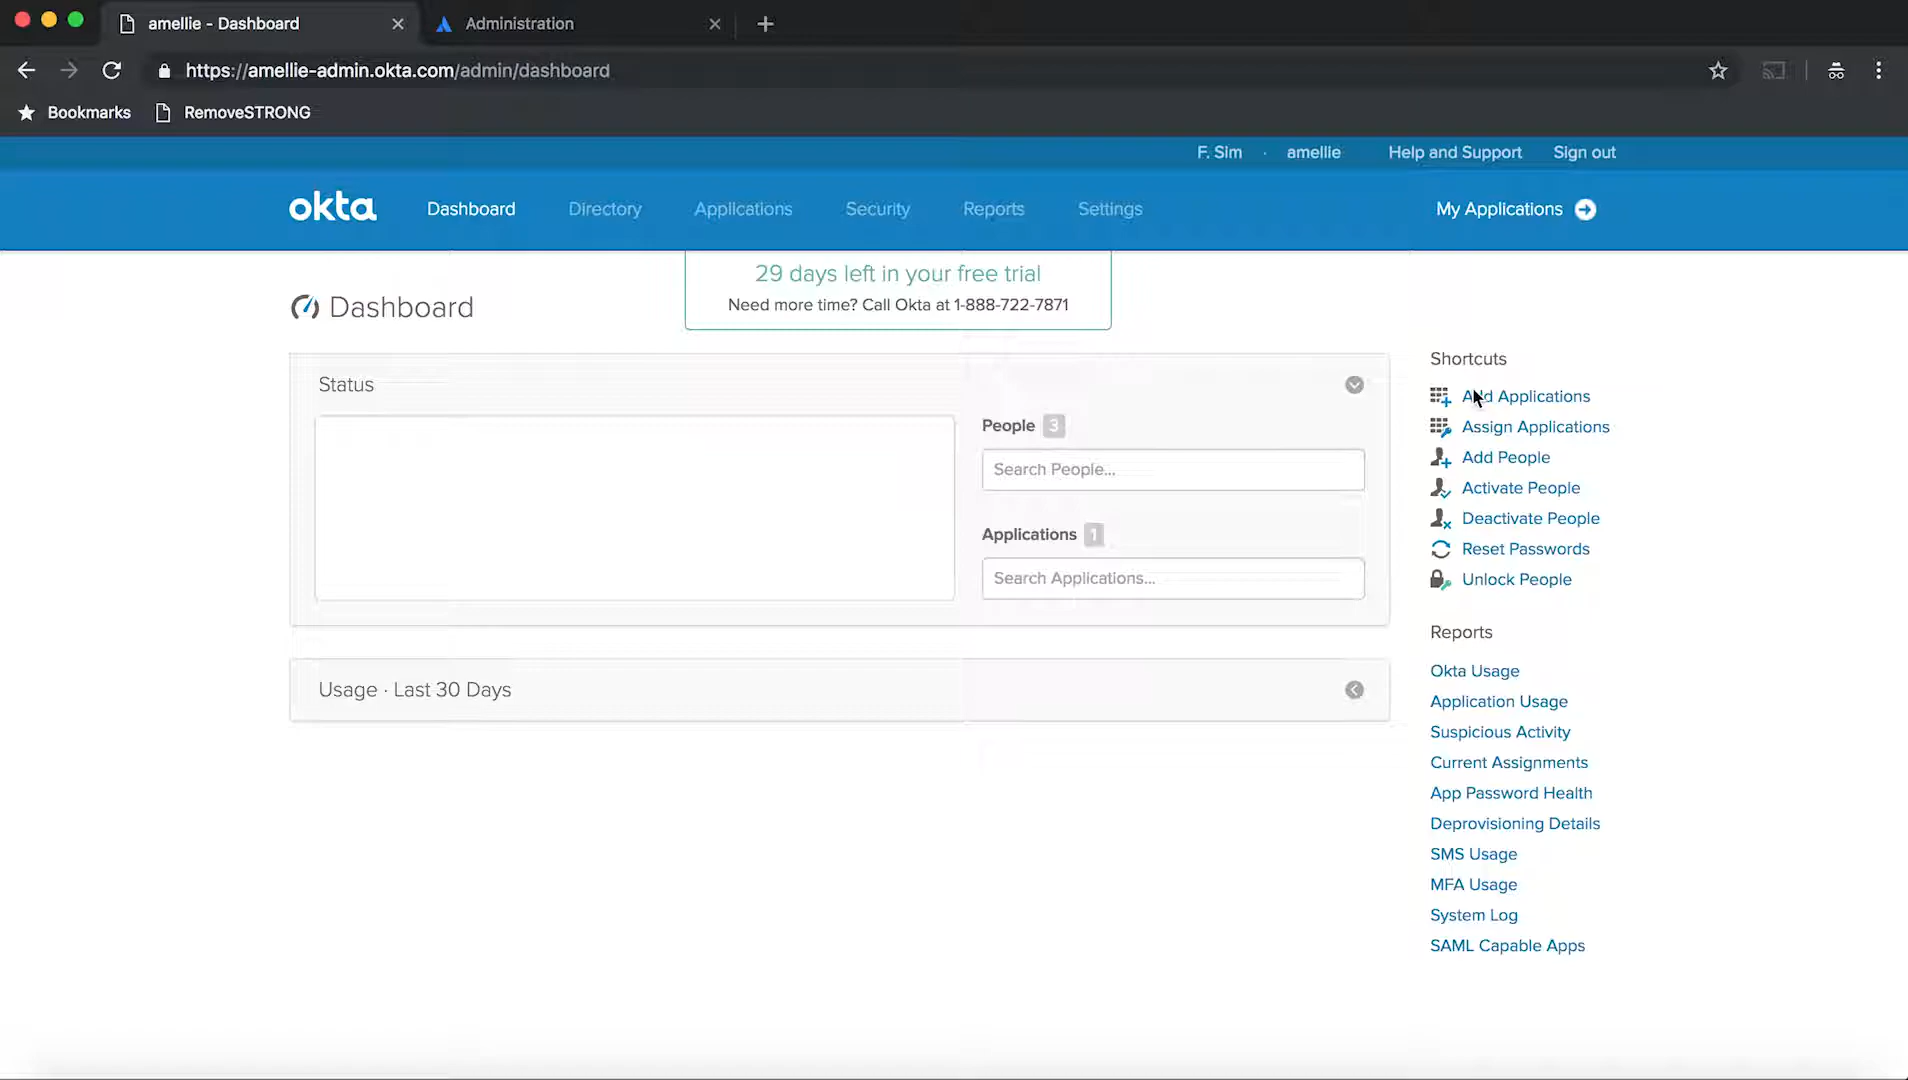 amellie - Dashboard
Administration
https://amellie-admin.okta.com/admin/dashboard
Bookmarks
RemoveSTRONG
F. Sim · amellie
Help and Support
Sign out
okta
Dashboard
Directory
Applications
Security
Reports
Settings
My Applications
29 days left in your free trial
Need more time? Call Okta at 1-888-722-7871
Dashboard
Status
People 3
Search People...
Applications 1
Search Applications...
Usage · Last 30 Days
Shortcuts
Add Applications
Assign Applications
Add People
Activate People
Deactivate People
Reset Passwords
Unlock People
Reports
Okta Usage
Application Usage
Suspicious Activity
Current Assignments
App Password Health
Deprovisioning Details
SMS Usage
MFA Usage
System Log
SAML Capable Apps